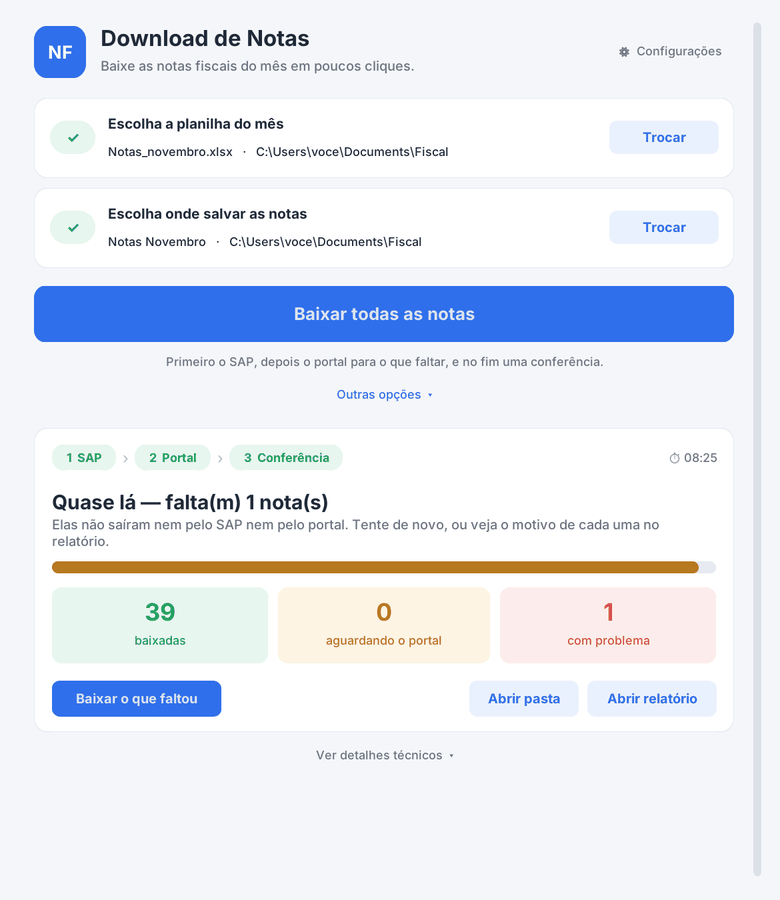 NF
Download de Notas
Baixe as notas fiscais do mês em poucos cliques.
Configurações
Escolha a planilha do mês
Notas_novembro.xlsx · C:\Users\voce\Documents\Fiscal
Trocar
Escolha onde salvar as notas
Notas Novembro · C:\Users\voce\Documents\Fiscal
Trocar
Baixar todas as notas
Primeiro o SAP, depois o portal para o que faltar, e no fim uma conferência.
Outras opções
1 SAP › 2 Portal › 3 Conferência
08:25
Quase lá — falta(m) 1 nota(s)
Elas não saíram nem pelo SAP nem pelo portal. Tente de novo, ou veja o motivo de cada uma no
relatório.
39
baixadas
0
aguardando o portal
1
com problema
Baixar o que faltou
Abrir pasta
Abrir relatório
Ver detalhes técnicos